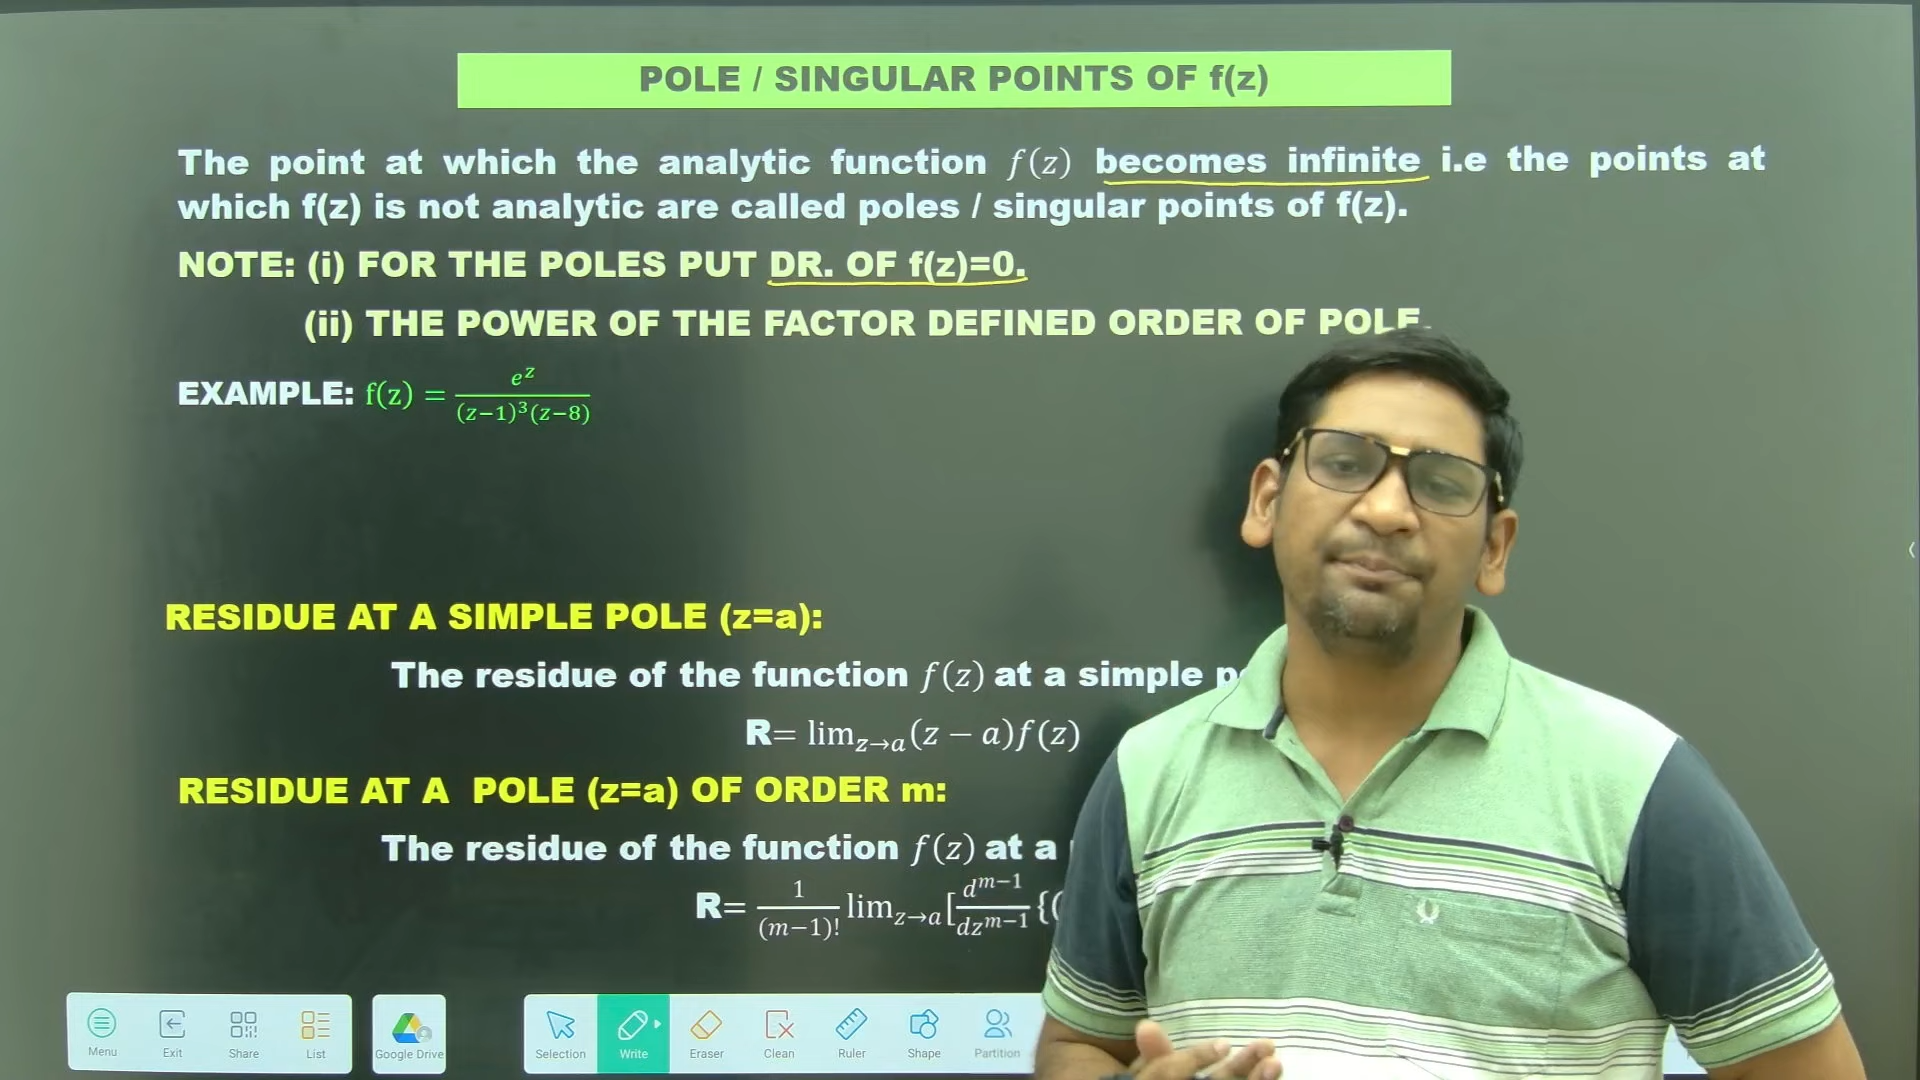 POLE / SINGULAR POINTS OF f(z)
The point at which the analytic function f(z) becomes infinite i.e the points at
which f(z) is not analytic are called poles / singular points of f(z).
NOTE: (i) FOR THE POLES PUT DR. OF f(z)=0.
(ii) THE POWER OF THE FACTOR DEFINED ORDER OF POLE.
EXAMPLE: f(z) = e^z / (z−1)³(z−8)
RESIDUE AT A SIMPLE POLE (z=a):
The residue of the function f(z) at a simple
R= lim z→a (z − a)f(z)
RESIDUE AT A POLE (z=a) OF ORDER m:
The residue of the function f(z) at a
R= 1/(m−1)! lim z→a [d^m−1/dz^m−1 {(
Menu Exit Share List Google Drive Selection Write Eraser Clean Ruler Shape Partition